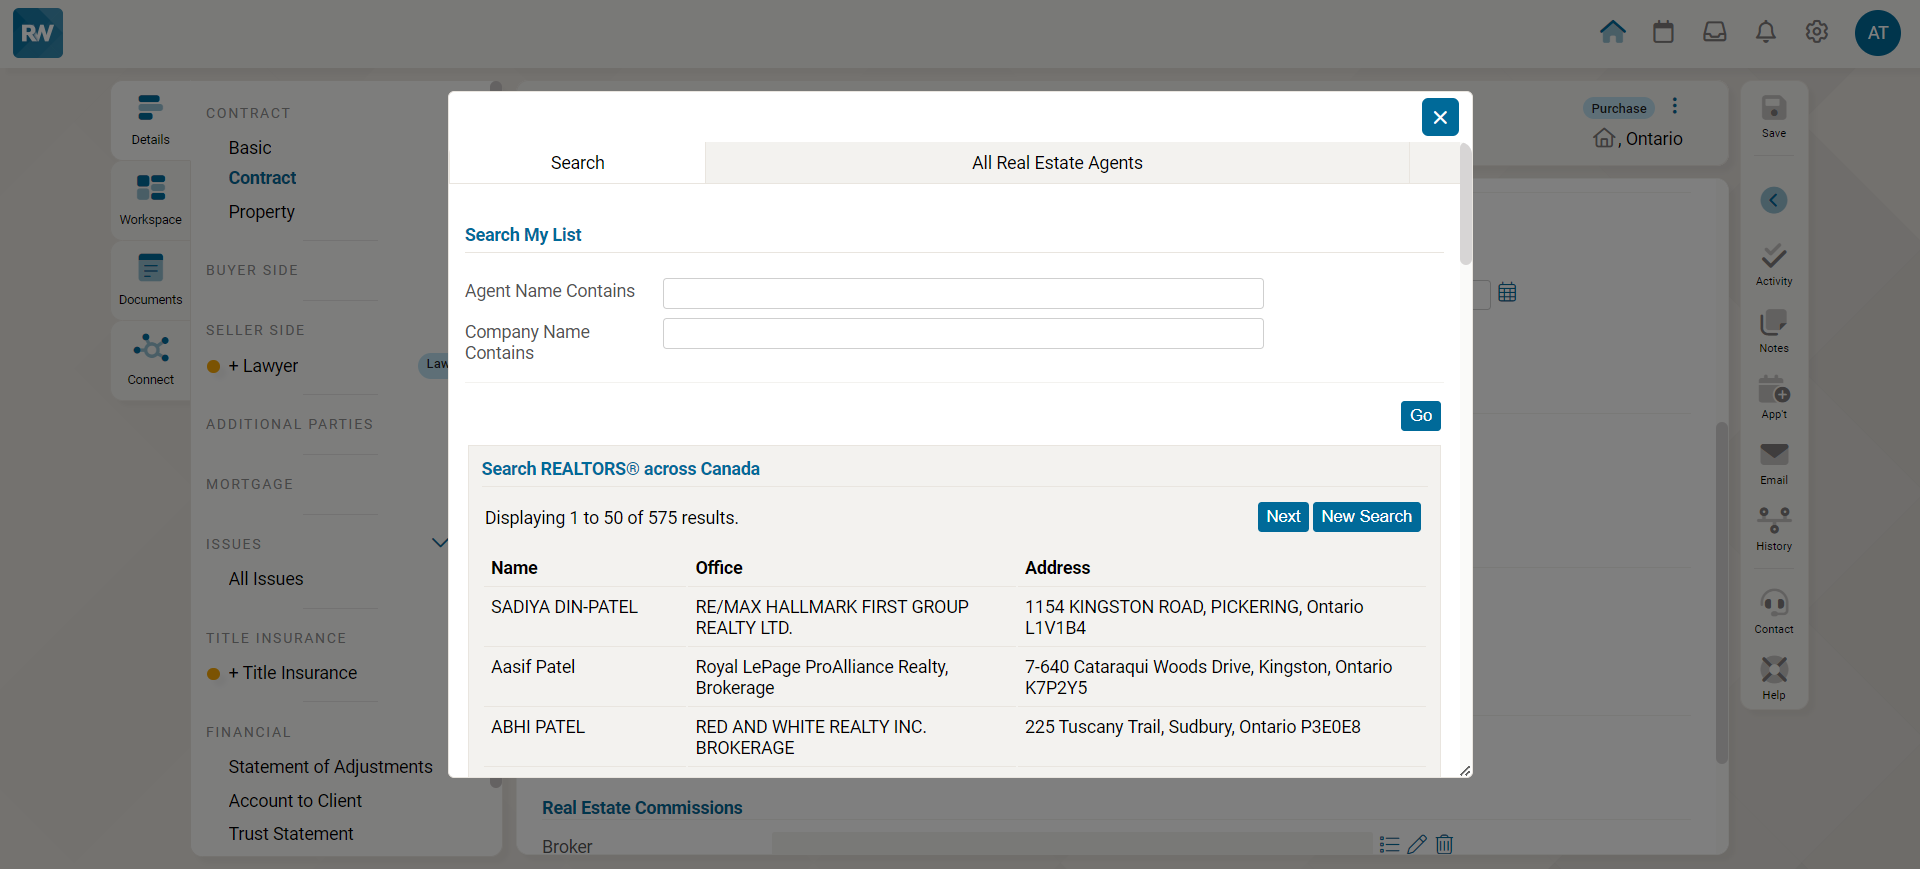 RW
AT
Details
Workspace
Documents
Connect
CONTRACT
Basic
Contract
Property
BUYER SIDE
SELLER SIDE
+ Lawyer
Law
ADDITIONAL PARTIES
MORTGAGE
ISSUES
All Issues
TITLE INSURANCE
+ Title Insurance
FINANCIAL
Statement of Adjustments
Account to Client
Trust Statement
Search
All Real Estate Agents
Search My List
Agent Name Contains
Company Name
Contains
Go
Search REALTORS® across Canada
Displaying 1 to 50 of 575 results.
Next
New Search
Name Office Address
SADIYA DIN-PATEL RE/MAX HALLMARK FIRST GROUP 1154 KINGSTON ROAD, PICKERING, Ontario
REALTY LTD. L1V1B4
Aasif Patel Royal LePage ProAlliance Realty, 7-640 Cataraqui Woods Drive, Kingston, Ontario
Brokerage K7P2Y5
ABHI PATEL RED AND WHITE REALTY INC. 225 Tuscany Trail, Sudbury, Ontario P3E0E8
BROKERAGE
Real Estate Commissions
Broker
Purchase
, Ontario
Save
Activity
Notes
App't
Email
History
Contact
Help